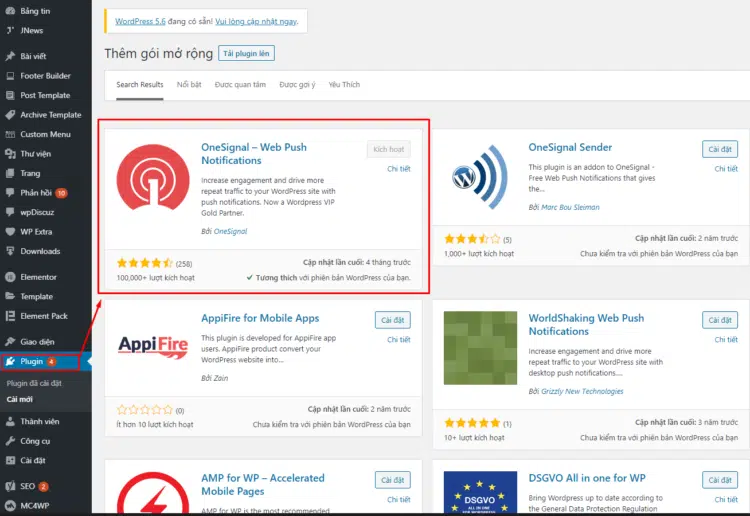 Bảng tin
JNews
Bài viết
Footer Builder
Post Template
Archive Template
Custom Menu
Thư viện
Trang
Phản hồi 10
wpDiscuz
WP Extra
Downloads
Elementor
Template
Element Pack
Giao diện
Plugin 4
Plugin đã cài đặt
Cài mới
Thành viên
Công cụ
Cài đặt
SEO 2
MC4WP
WordPress 5.6 đang có sẵn! Vui lòng cập nhật ngay.
Thêm gói mở rộng Tải plugin lên
Search Results Nổi bật Được quan tâm Được gợi ý Yêu Thích
OneSignal – Web Push
Notifications
Kích hoạt
Chi tiết
Increase engagement and drive more
repeat traffic to your WordPress site with
push notifications. Now a Wordpress VIP
Gold Partner.
Bởi OneSignal
(258)
100,000+ lượt kích hoạt
Cập nhật lần cuối: 4 tháng trước
Tương thích với phiên bản WordPress của bạn.
OneSignal Sender
Cài đặt
Chi tiết
This plugin is an addon to OneSignal -
Free Web Push Notifications that gives
the...
Bởi Marc Bou Sleiman
(5)
1,000+ lượt kích hoạt
Cập nhật lần cuối: 2 năm trước
Chưa kiểm tra với phiên bản WordPress của bạn
AppiFire
AppiFire for Mobile Apps
Cài đặt
Chi tiết
This plugin is developed for AppiFire app
users. AppiFire product convert your
WordPress website into...
Bởi Zain
(0)
Ít hơn 10 lượt kích hoạt
Cập nhật lần cuối: 2 năm trước
Chưa kiểm tra với phiên bản WordPress của bạn
WorldShaking Web Push
Notifications
Cài đặt
Chi tiết
Increase engagement and drive more
repeat traffic to your WordPress site with
desktop push notifications....
Bởi Grizzly New Technologies
(1)
10+ lượt kích hoạt
Cập nhật lần cuối: 3 năm trước
Chưa kiểm tra với phiên bản WordPress của bạn
AMP for WP – Accelerated
Mobile Pages
Cài đặt
Chi tiết
AMP for WP is the most recommended
DSGVO
ALL IN ONE FOR WP
DSGVO All in one for WP
Cài đặt
Chi tiết
Bring Wordpress up to date according to
the General Data Protection Regulation